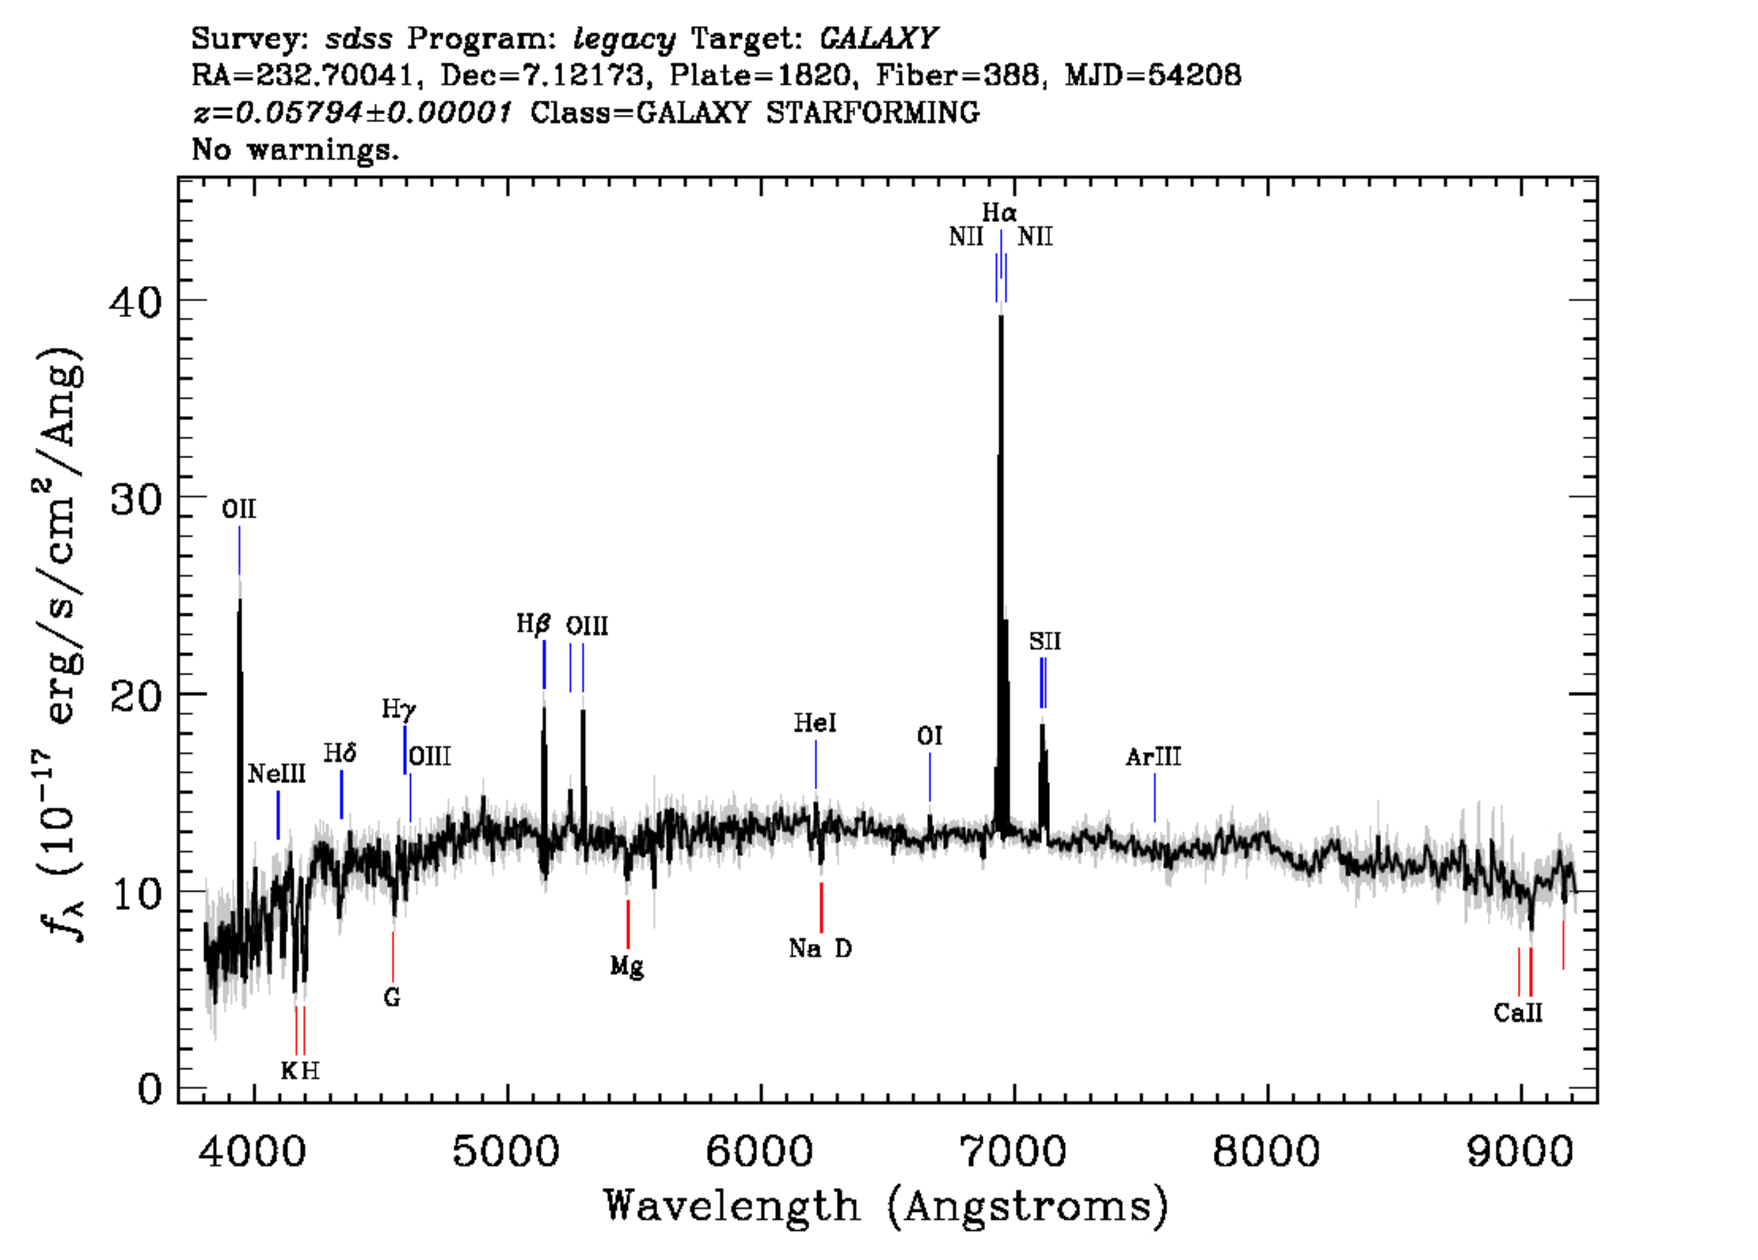 Survey: sdss Program: legacy Target: GALAXY
RA=232.70041, Dec=7.12173, Plate=1820, Fiber=388, MJD=54208
z=0.05794±0.00001 Class=GALAXY STARFORMING
No warnings.
Hα
NII NII
40
30
OII
Hβ OIII
SII
20
Hγ
HeI
OI
Hδ OIII ArIII
NeIII
10
Na D
Mg
G
CaII
K H
0
f_λ (10⁻¹⁷ erg/s/cm²/Ang)
4000 5000 6000 7000 8000 9000
Wavelength (Angstroms)